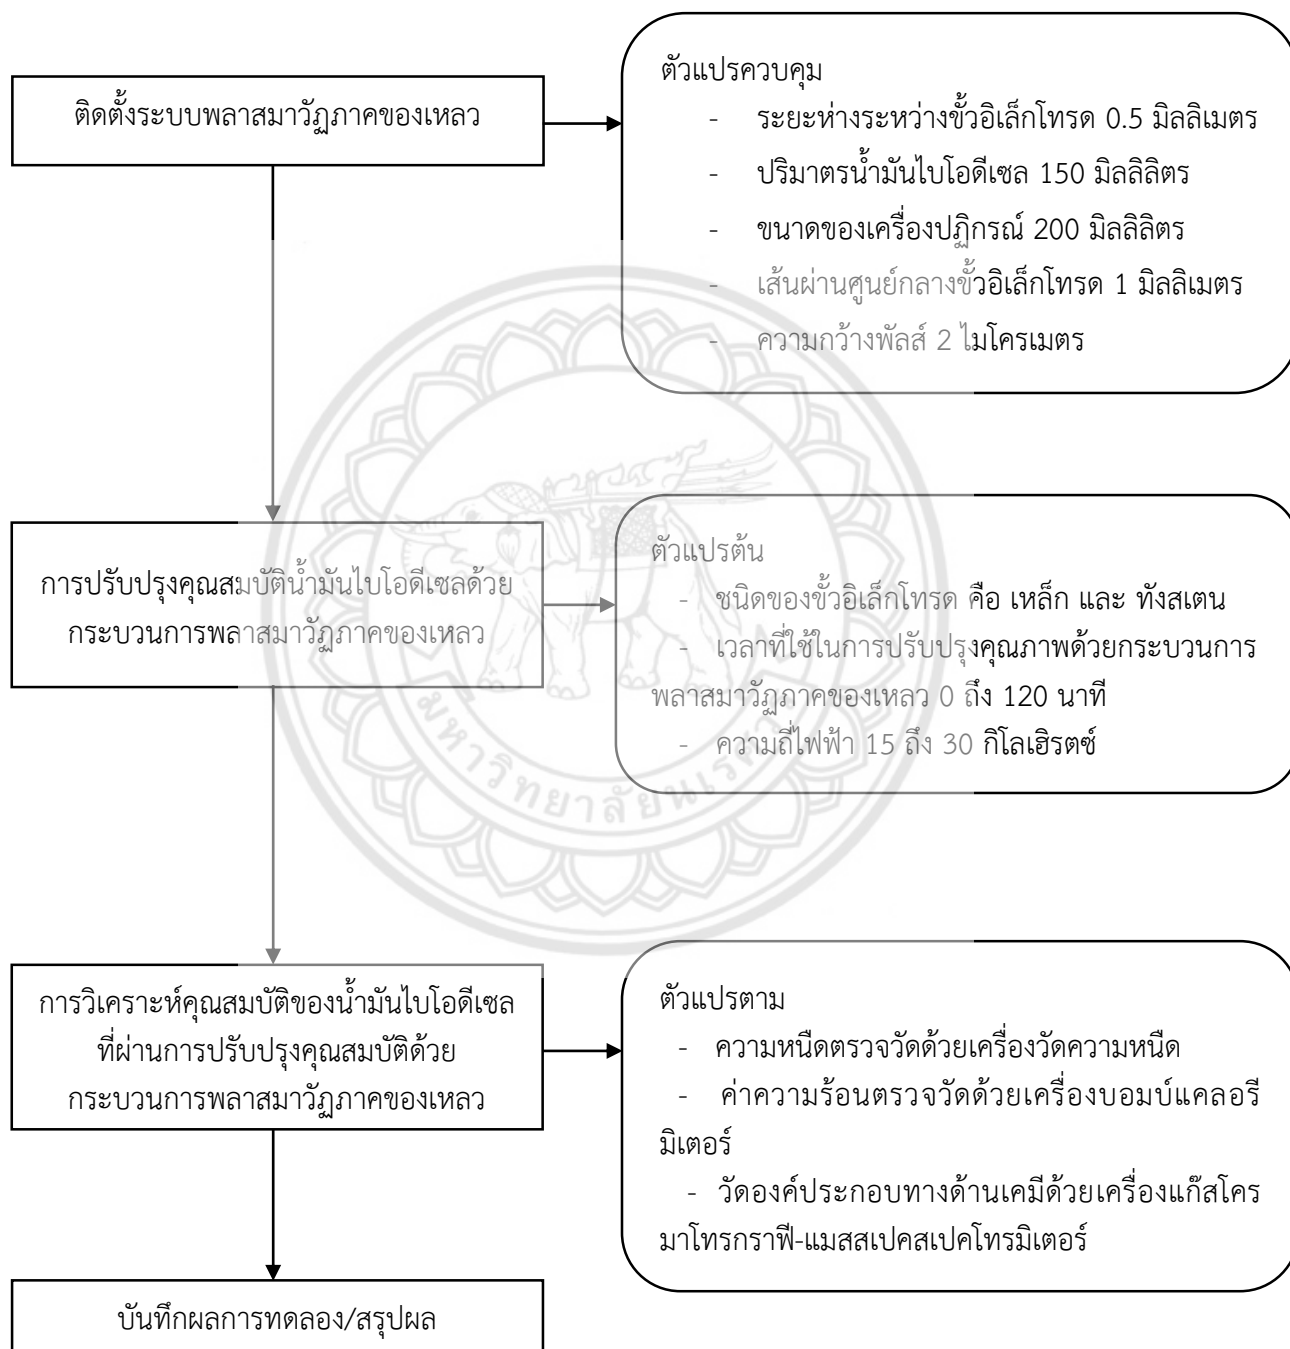 ติดตั้งระบบพลาสมาวัฏภาคของเหลว
ตัวแปรควบคุม
- ระยะห่างระหว่างขั้วอิเล็กโทรด 0.5 มิลลิเมตร
- ปริมาตรน้ำมันไบโอดีเซล 150 มิลลิลิตร
- ขนาดของเครื่องปฏิกรณ์ 200 มิลลิลิตร
- เส้นผ่านศูนย์กลางขั้วอิเล็กโทรด 1 มิลลิเมตร
- ความกว้างพัลส์ 2 ไมโครเมตร
การปรับปรุงคุณสมบัติน้ำมันไบโอดีเซลด้วย
กระบวนการพลาสมาวัฏภาคของเหลว
ตัวแปรต้น
- ชนิดของขั้วอิเล็กโทรด คือ เหล็ก และ ทังสเตน
- เวลาที่ใช้ในการปรับปรุงคุณภาพด้วยกระบวนการ
พลาสมาวัฏภาคของเหลว 0 ถึง 120 นาที
- ความถี่ไฟฟ้า 15 ถึง 30 กิโลเฮิรตซ์
มหาวิทยาลัยนเรศวร
การวิเคราะห์คุณสมบัติของน้ำมันไบโอดีเซล
ที่ผ่านการปรับปรุงคุณสมบัติด้วย
กระบวนการพลาสมาวัฏภาคของเหลว
ตัวแปรตาม
- ความหนืดตรวจวัดด้วยเครื่องวัดความหนืด
- ค่าความร้อนตรวจวัดด้วยเครื่องบอมบ์แคลอรี
มิเตอร์
- วัดองค์ประกอบทางด้านเคมีด้วยเครื่องแก๊สโคร
มาโทรกราฟี-แมสสเปคสเปคโทรมิเตอร์
บันทึกผลการทดลอง/สรุปผล